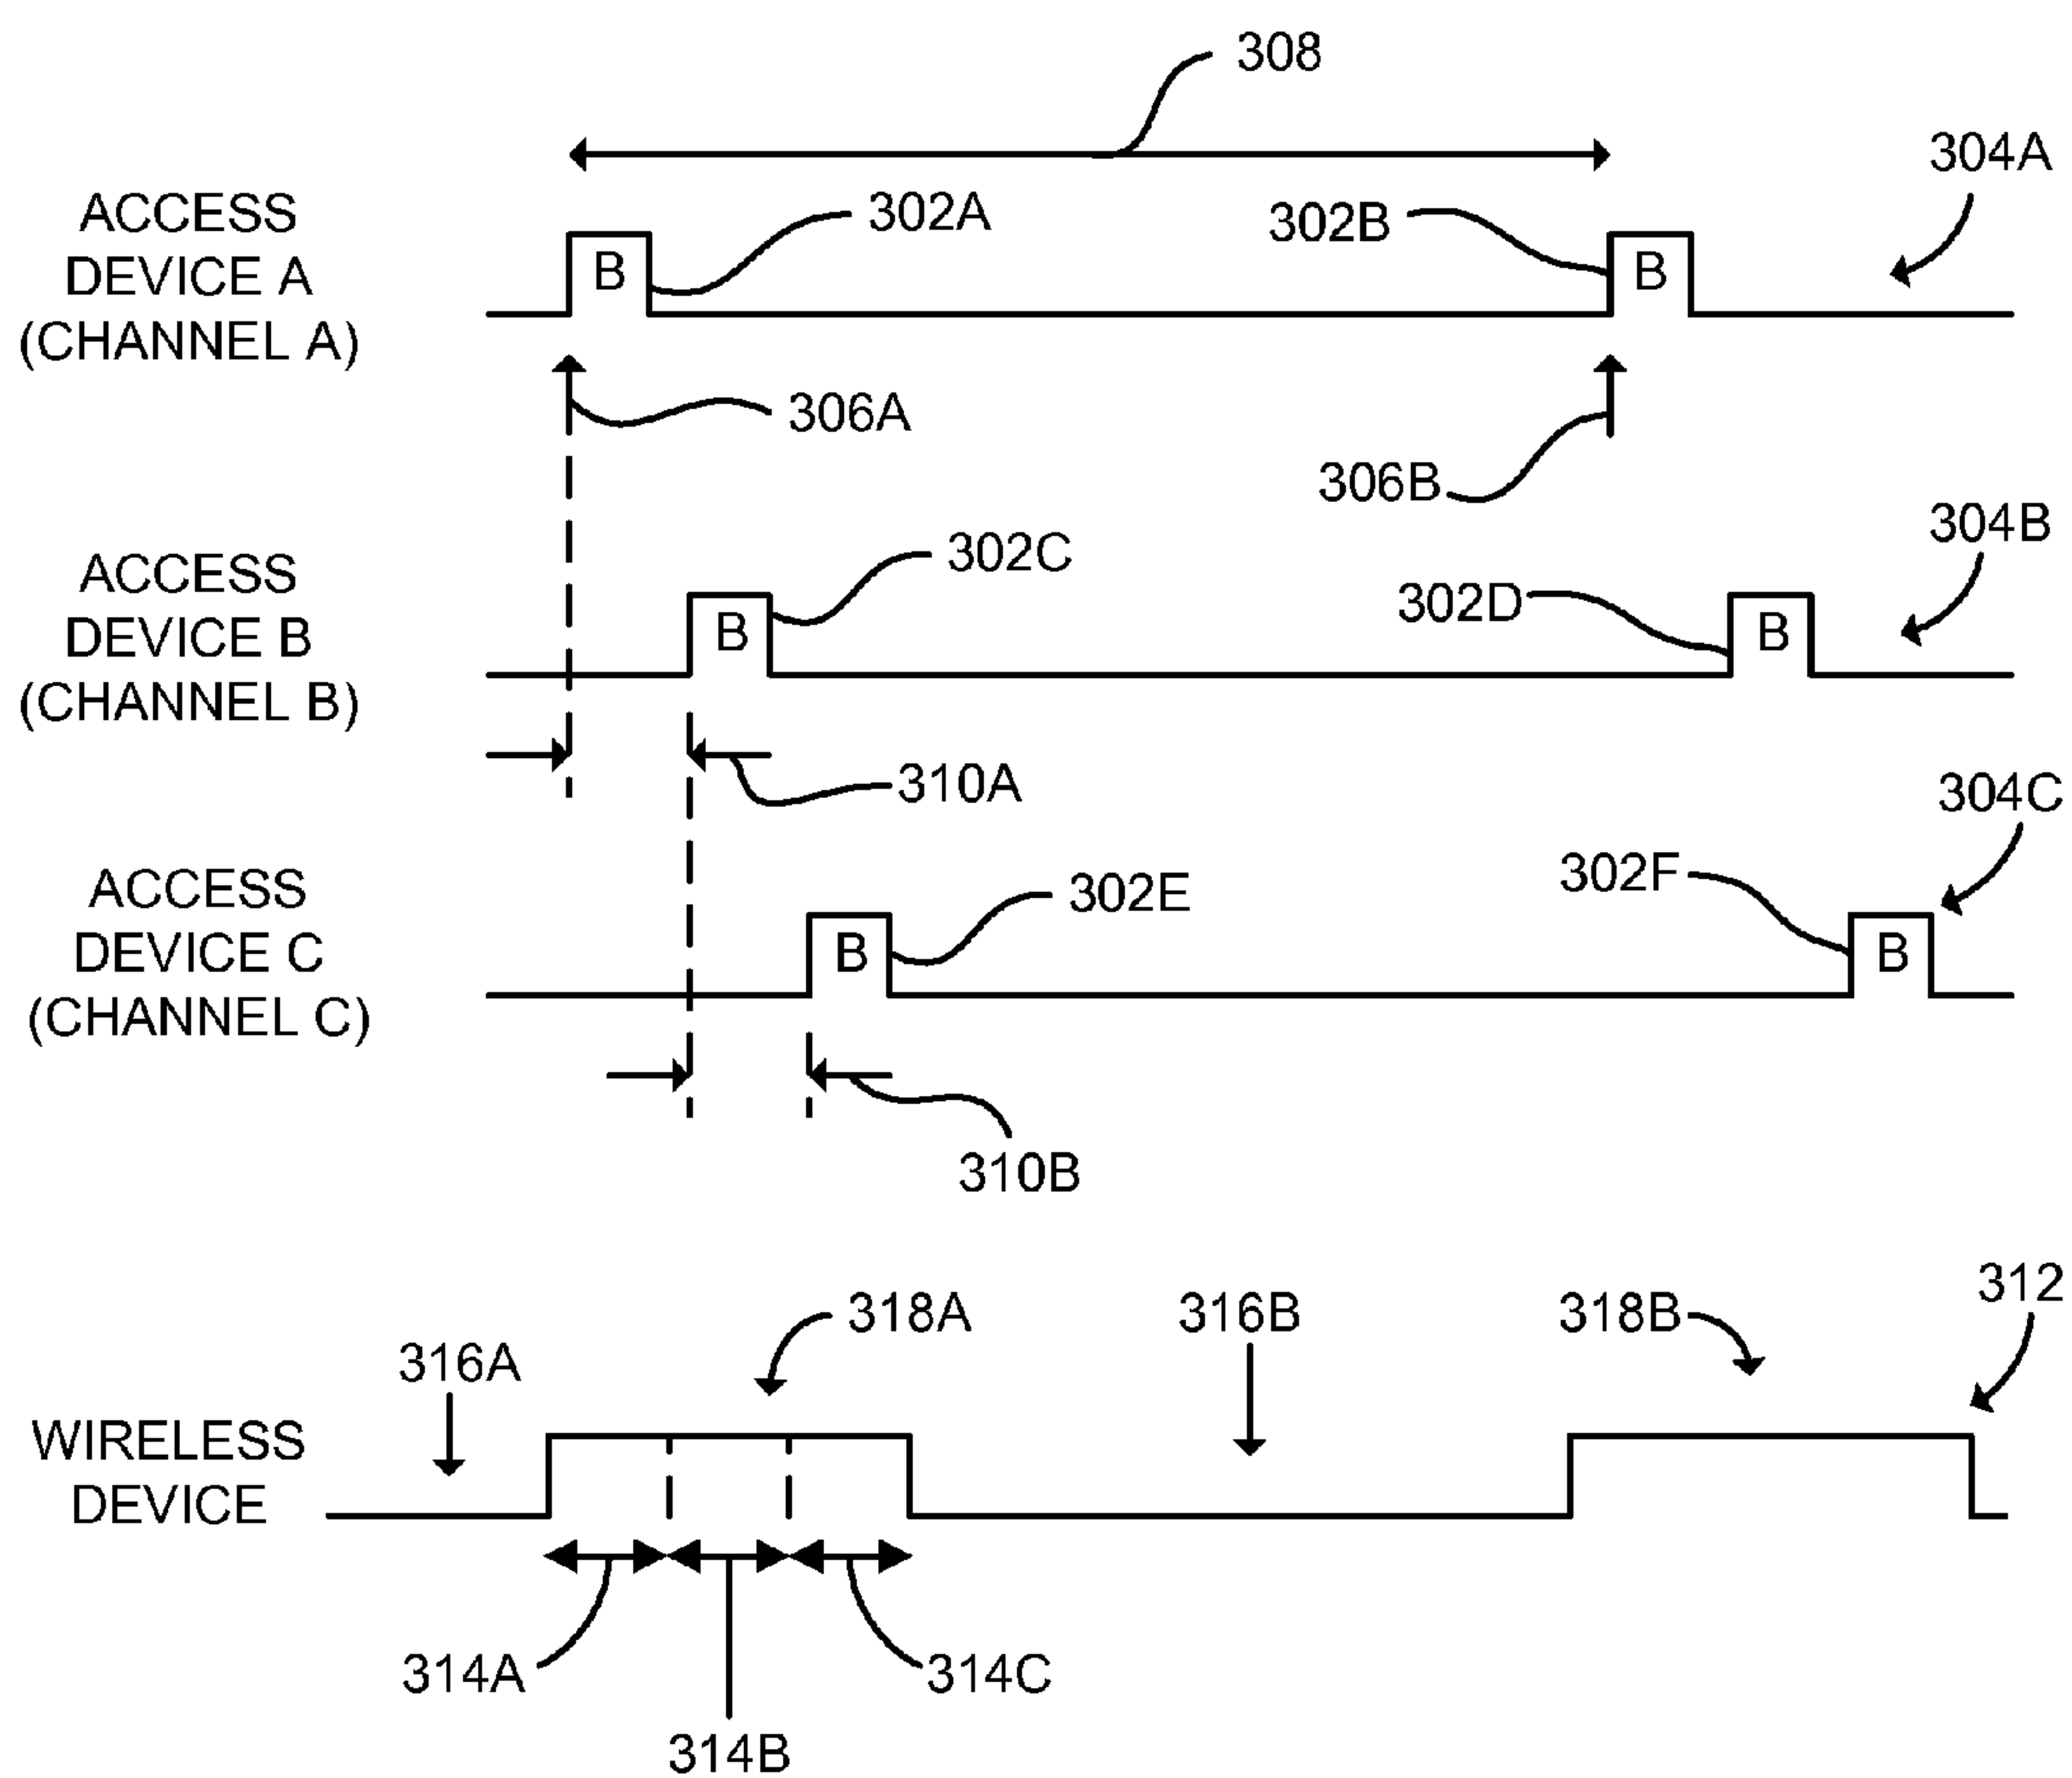 308
304A
ACCESS
DEVICE A
(CHANNEL A)
302A
302B
B
B
306A
306B
304B
ACCESS
DEVICE B
(CHANNEL B)
302C
302D
B
B
310A
304C
ACCESS
DEVICE C
(CHANNEL C)
302E
302F
B
B
310B
312
318A
316B
318B
316A
WIRELESS
DEVICE
314A
314C
314B